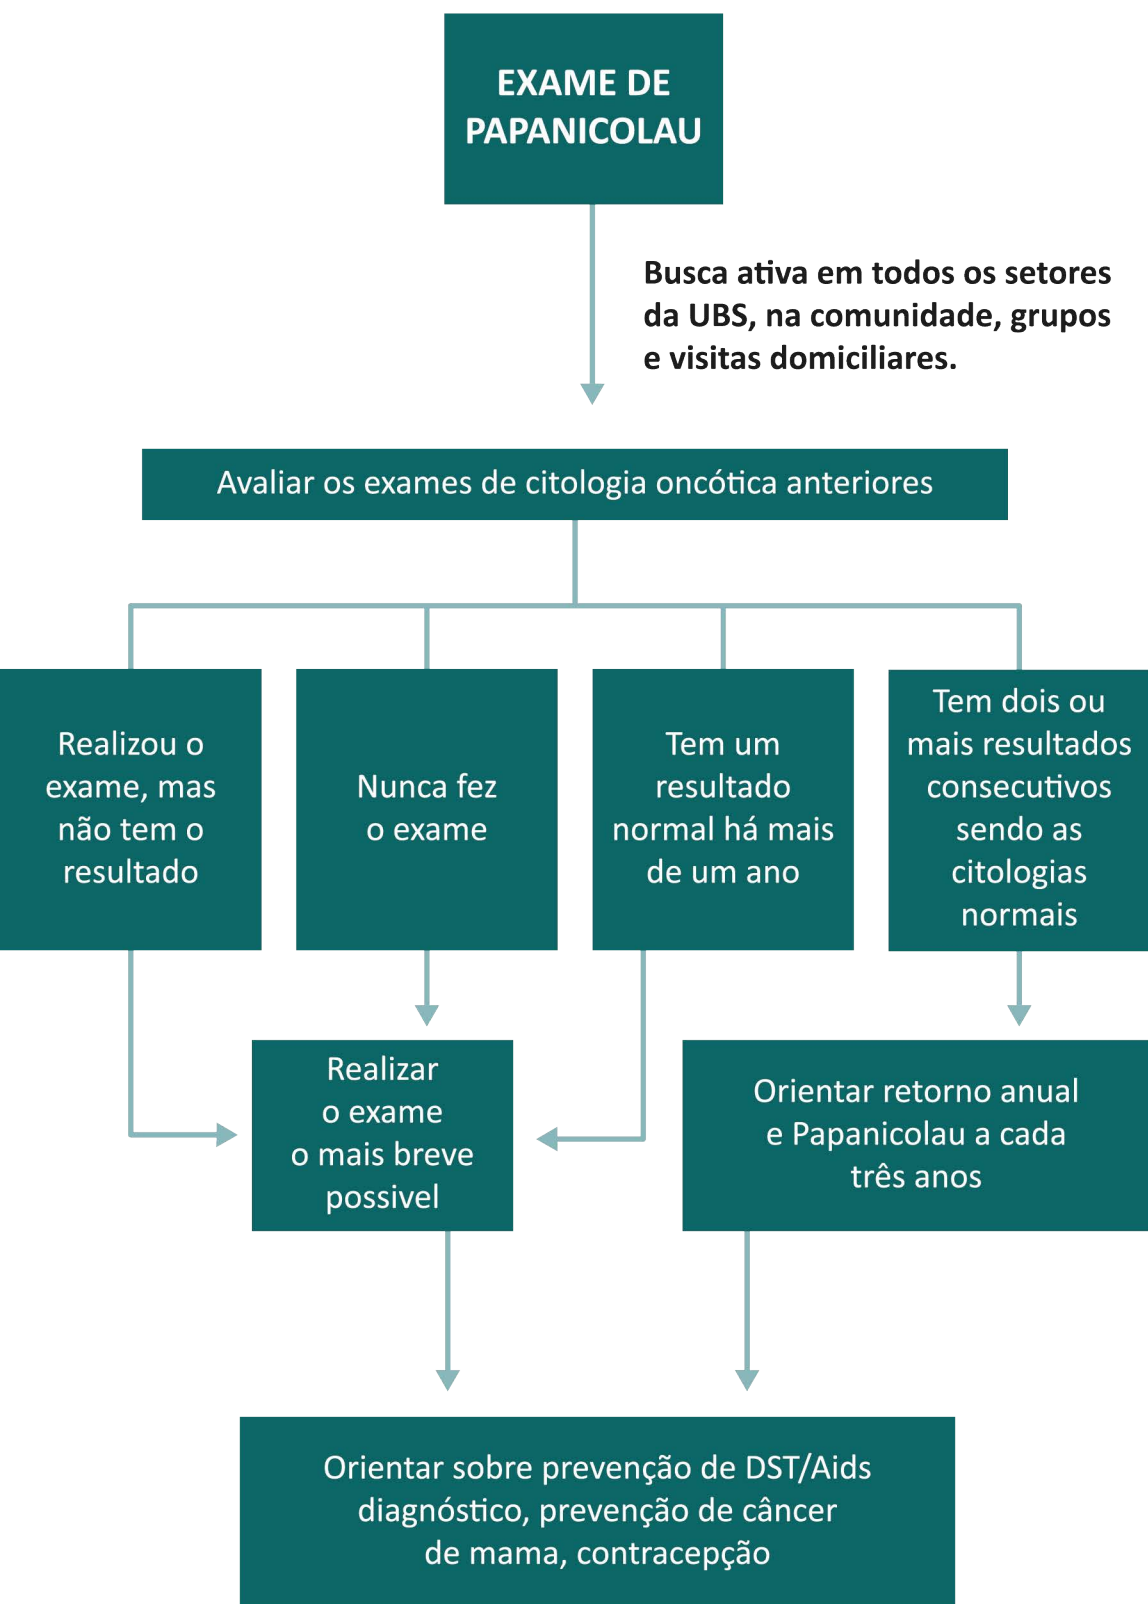 EXAME DE
PAPANICOLAU
Busca ativa em todos os setores
da UBS, na comunidade, grupos
e visitas domiciliares.
Avaliar os exames de citologia oncótica anteriores
Realizou o
exame, mas
não tem o
resultado
Nunca fez
o exame
Tem um
resultado
normal há mais
de um ano
Tem dois ou
mais resultados
consecutivos
sendo as
citologias
normais
Realizar
o exame
o mais breve
possivel
Orientar retorno anual
e Papanicolau a cada
três anos
Orientar sobre prevenção de DST/Aids
diagnóstico, prevenção de câncer
de mama, contracepção